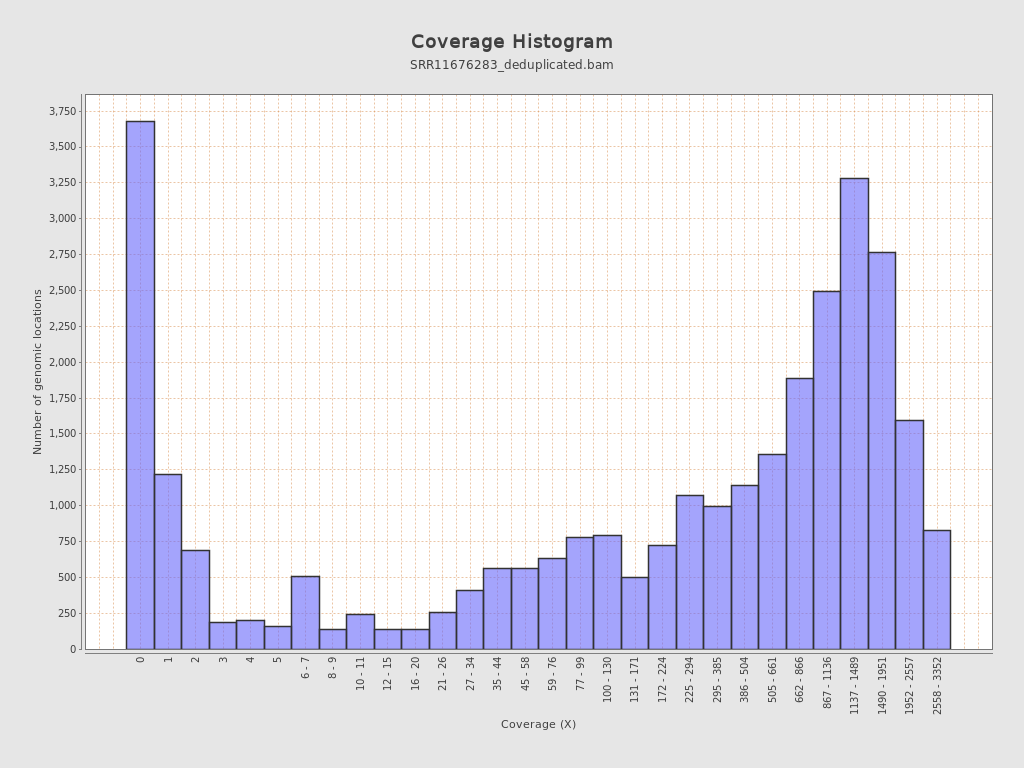 Coverage Histogram
SRR11676283_deduplicated.bam
Number of genomic locations
3,750
3,500
3,250
3,000
2,750
2,500
2,250
2,000
1,750
1,500
1,250
1,000
750
500
250
0
0
1
2
3
4
5
6 - 7
8 - 9
10 - 11
12 - 15
16 - 20
21 - 26
27 - 34
35 - 44
45 - 58
59 - 76
77 - 99
100 - 130
131 - 171
172 - 224
225 - 294
295 - 385
386 - 504
505 - 661
662 - 866
867 - 1136
1137 - 1489
1490 - 1951
1952 - 2557
2558 - 3352
Coverage (X)